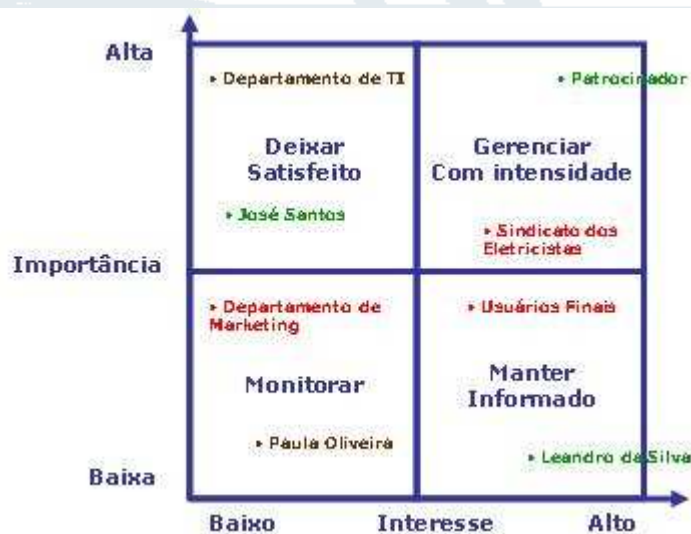 Alta
• Departamento de TI
• Patrocinador
Deixar
Satisfeito
Gerenciar
Com intensidade
• José Santos
• Sindicato dos
Eletricistas
Importância
• Departamento de
Marketing
• Usuários Finais
Monitorar
Manter
Informado
• Paula Oliveira
• Leandro da Silva
Baixa
Baixo
Interesse
Alto